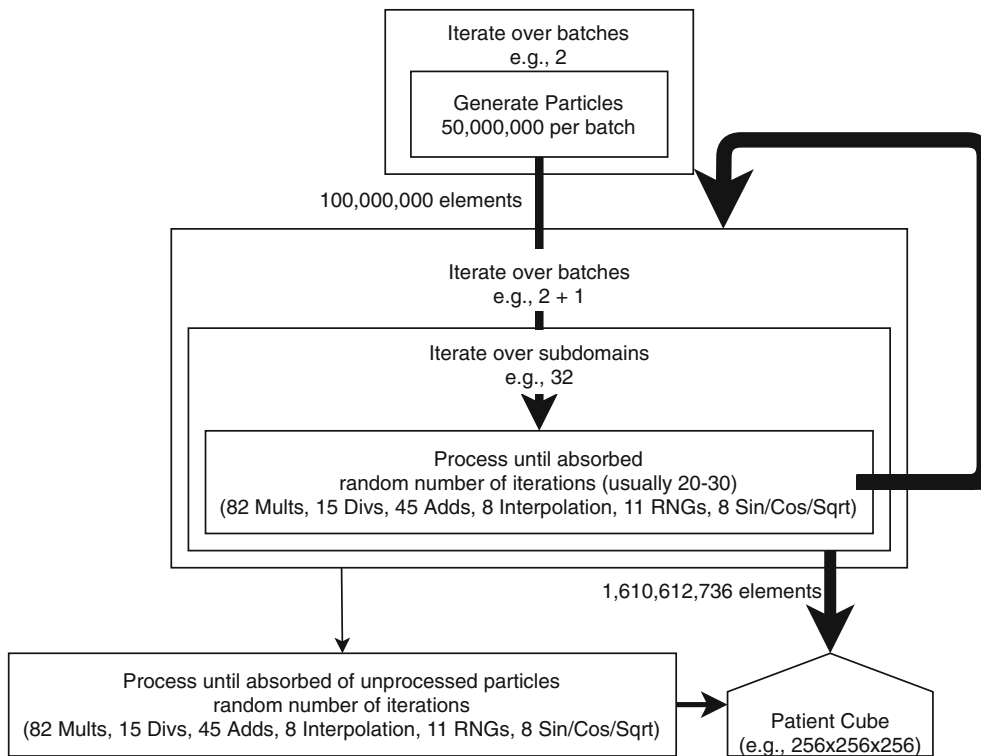 Iterate over batches
e.g., 2
Generate Particles
50,000,000 per batch
100,000,000 elements
Iterate over batches
e.g., 2 + 1
Iterate over subdomains
e.g., 32
Process until absorbed
random number of iterations (usually 20-30)
(82 Mults, 15 Divs, 45 Adds, 8 Interpolation, 11 RNGs, 8 Sin/Cos/Sqrt)
1,610,612,736 elements
Process until absorbed of unprocessed particles
random number of iterations
(82 Mults, 15 Divs, 45 Adds, 8 Interpolation, 11 RNGs, 8 Sin/Cos/Sqrt)
Patient Cube
(e.g., 256x256x256)